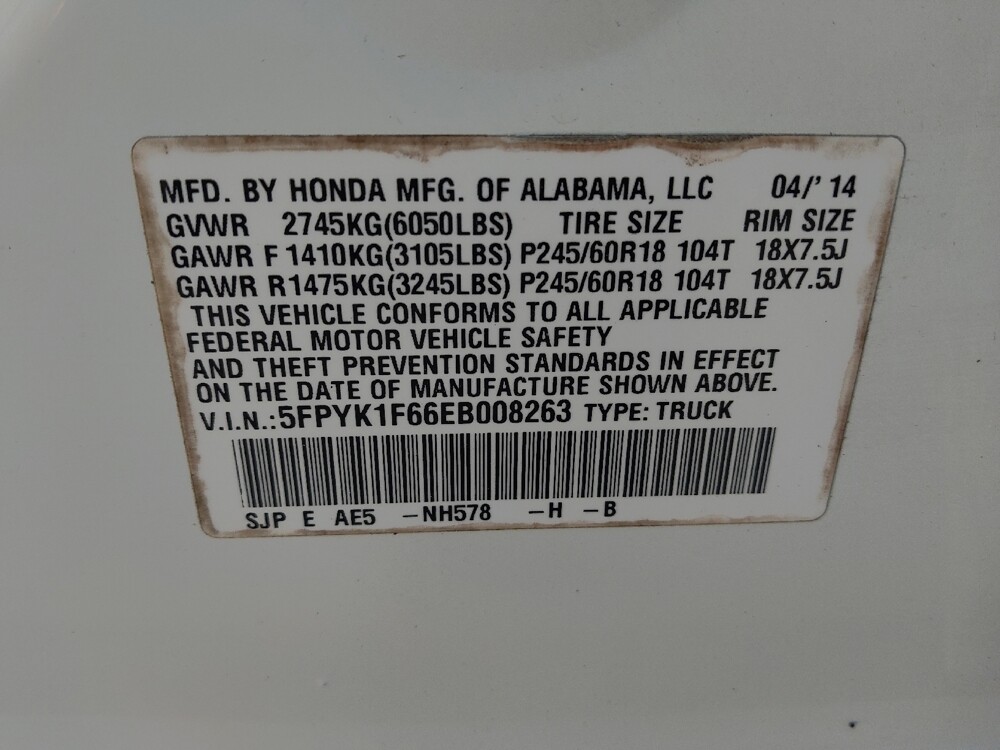 MFD. BY HONDA MFG. OF ALABAMA, LLC 04/' 14
GVWR 2745KG(6050LBS) TIRE SIZE RIM SIZE
GAWR F 1410KG(3105LBS) P245/60R18 104T 18X7.5J
GAWR R1475KG(3245LBS) P245/60R18 104T 18X7.5J
THIS VEHICLE CONFORMS TO ALL APPLICABLE
FEDERAL MOTOR VEHICLE SAFETY
AND THEFT PREVENTION STANDARDS IN EFFECT
ON THE DATE OF MANUFACTURE SHOWN ABOVE.
V.I.N.:5FPYK1F66EB008263 TYPE: TRUCK
SJP E AE5 –NH578 –H –B